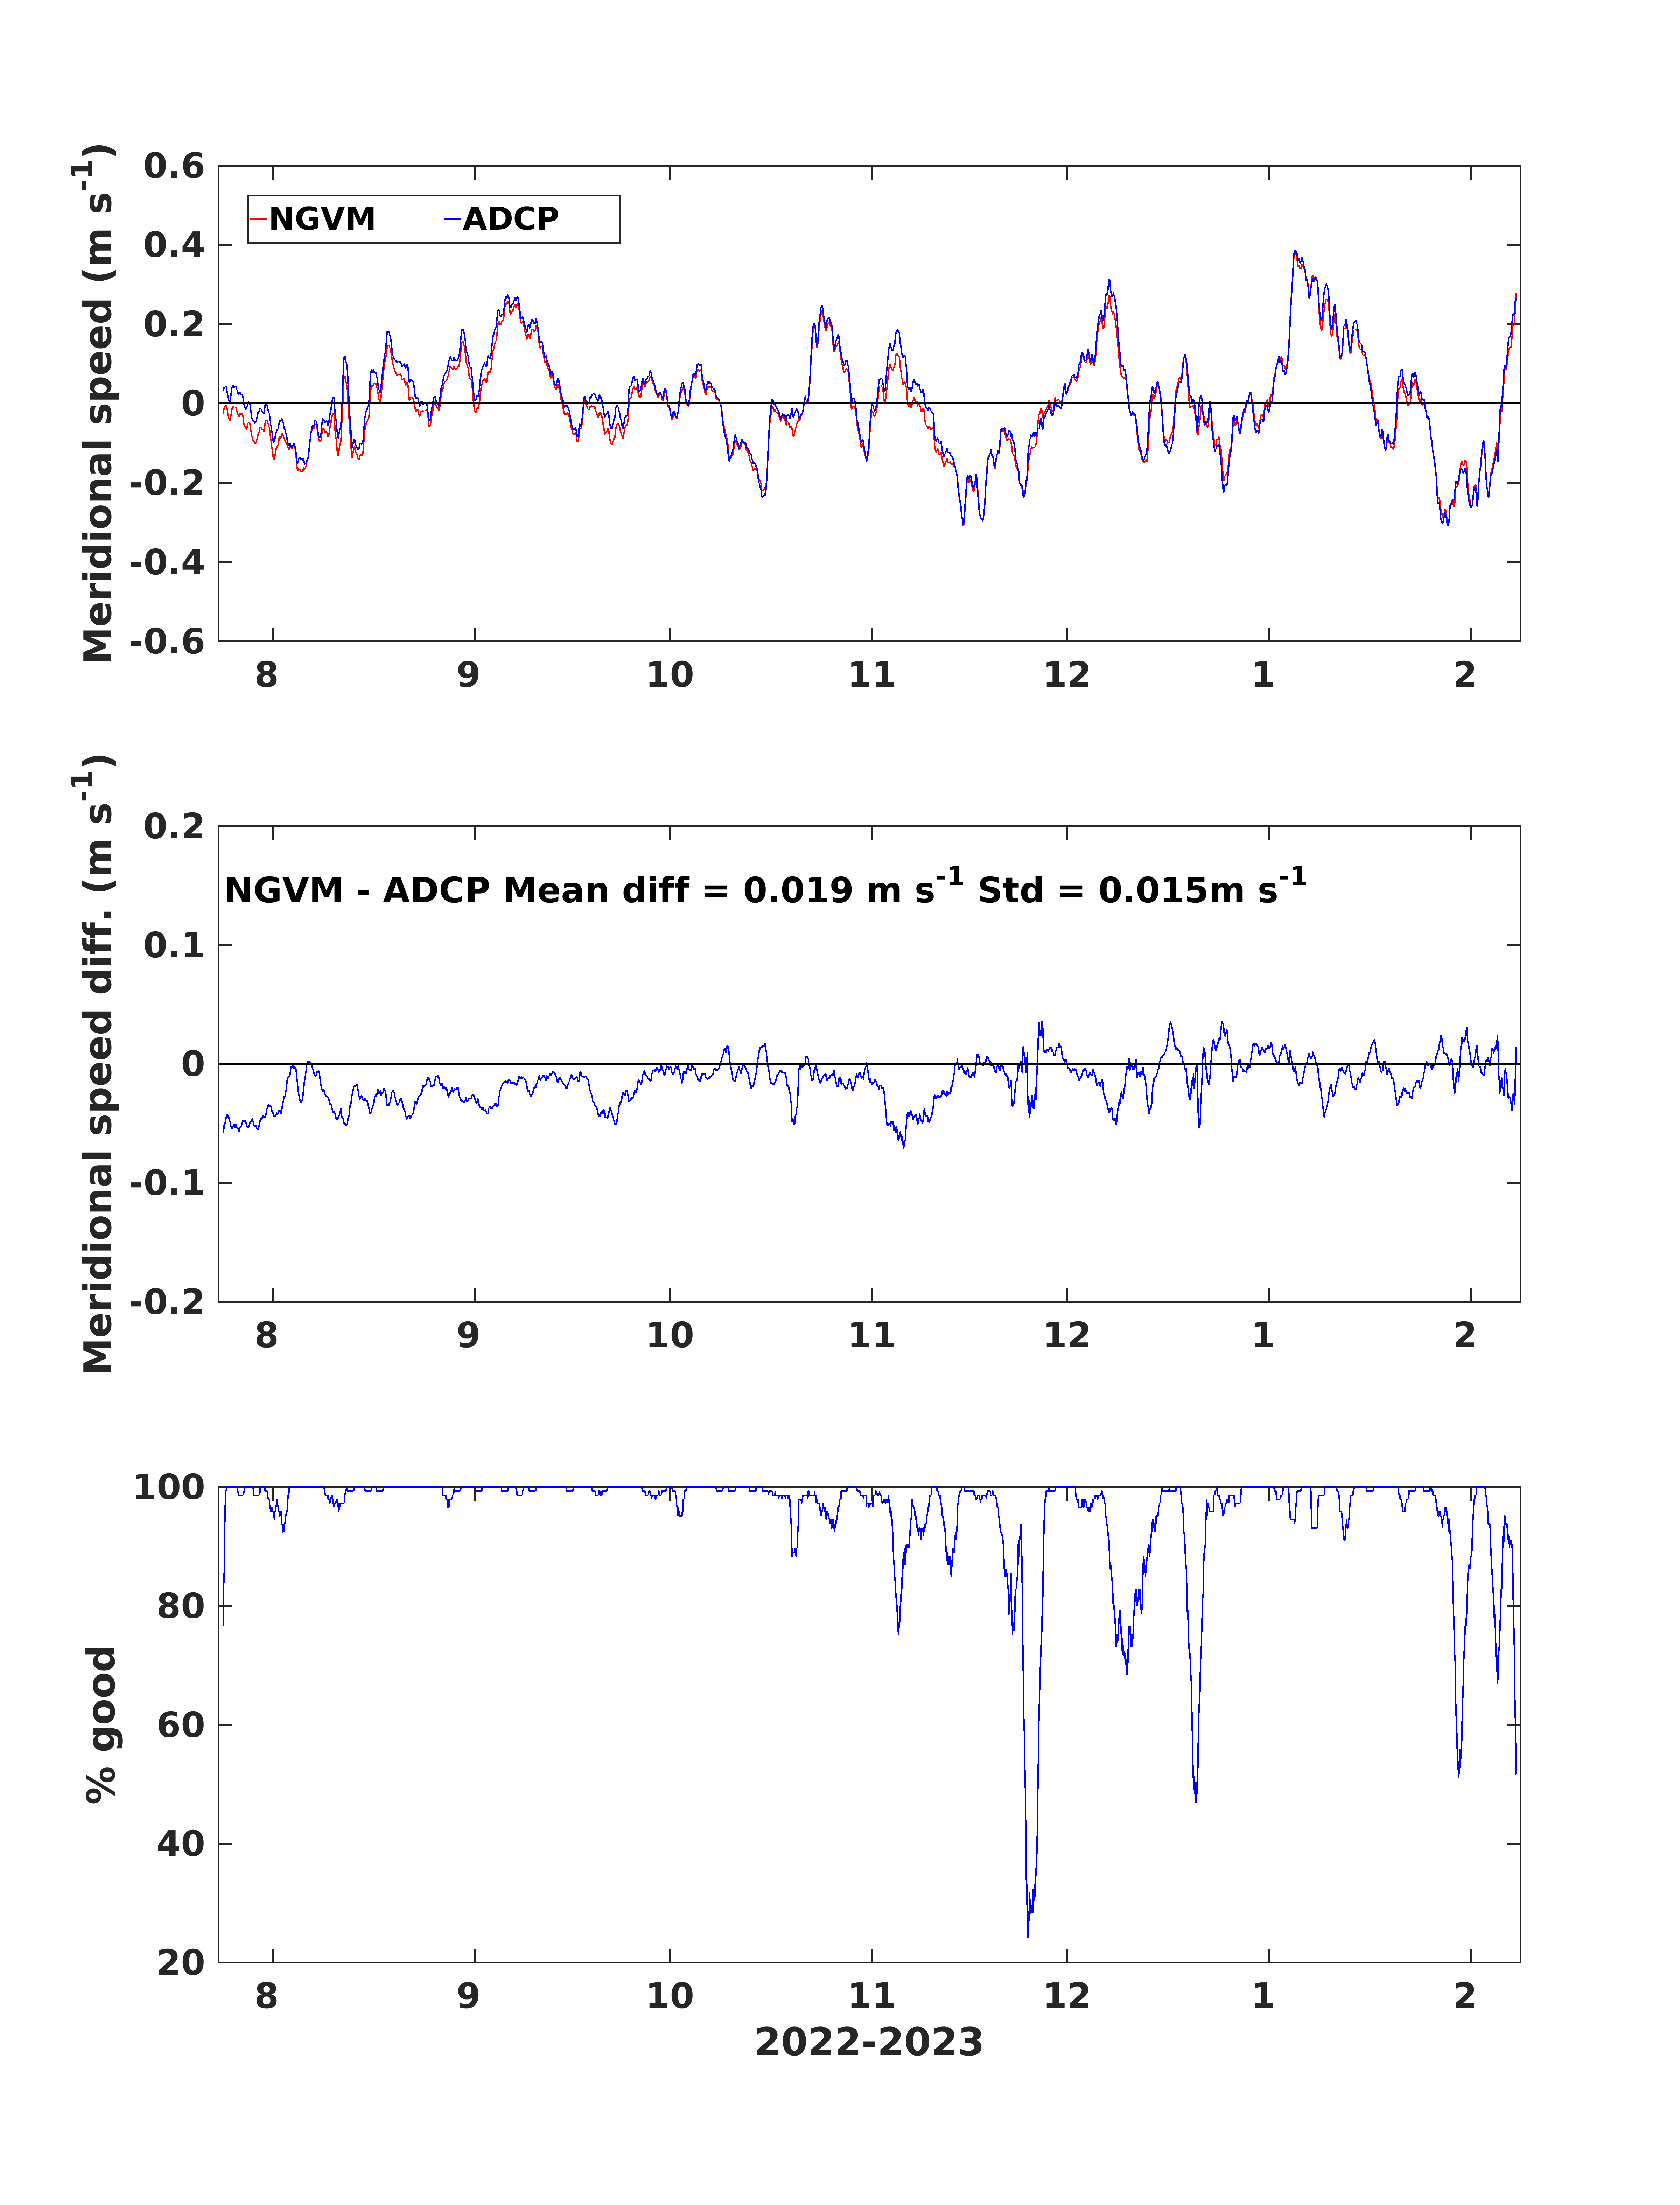 Meridional speed (m s-1)
0.6
0.4
0.2
0
-0.2
-0.4
-0.6
NGVM ADCP
8 9 10 11 12 1 2
Meridional speed diff. (m s-1)
0.2
0.1
0
-0.1
-0.2
NGVM - ADCP Mean diff = 0.019 m s-1 Std = 0.015m s-1
8 9 10 11 12 1 2
% good
100
80
60
40
20
8 9 10 11 12 1 2
2022-2023